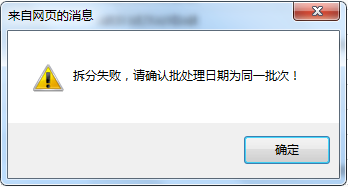 来自网页的消息
拆分失败，请确认批处理日期为同一批次！
确定